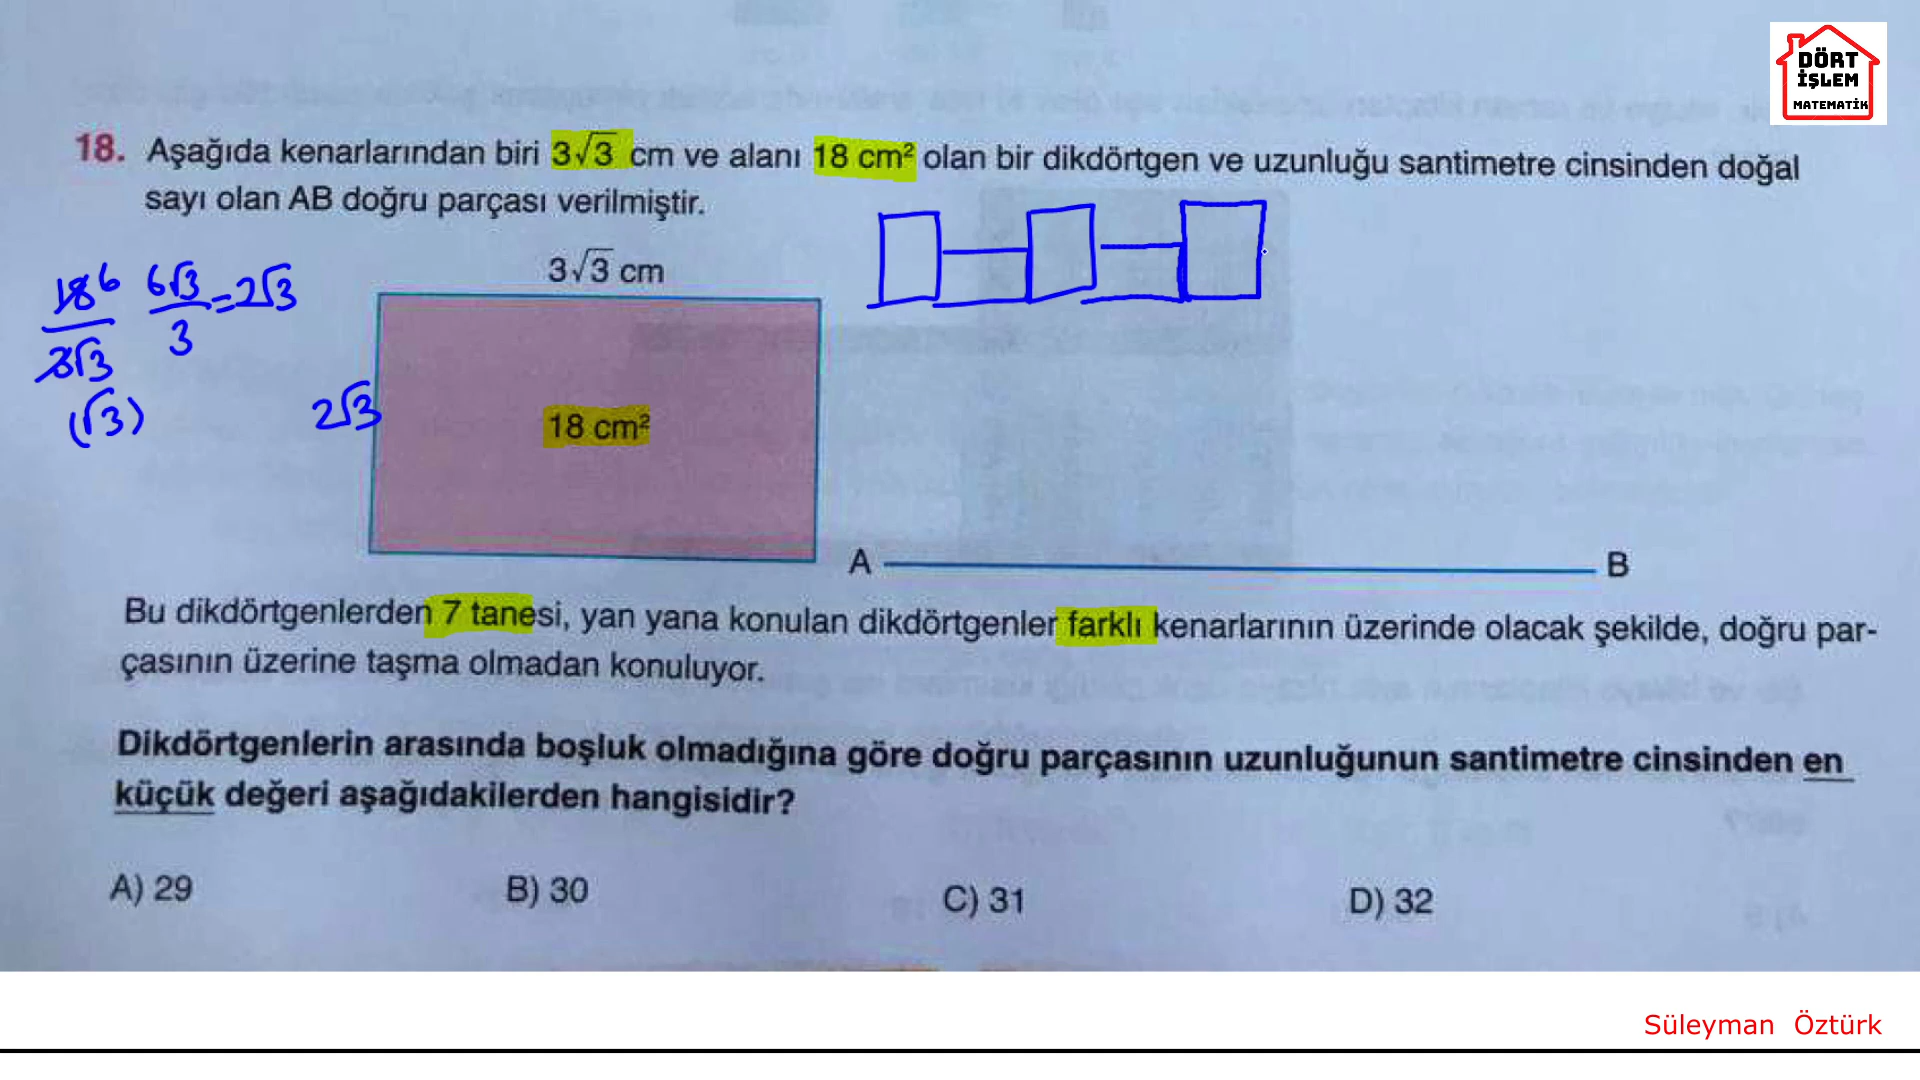 DÖRT
İŞLEM
MATEMATİK
18. Aşağıda kenarlarından biri 3√3 cm ve alanı 18 cm² olan bir dikdörtgen ve uzunluğu santimetre cinsinden doğal
sayı olan AB doğru parçası verilmiştir.
3√3 cm
18 6
3√3
(√3)
6√3
3
=2√3
2√3
18 cm²
A B
Bu dikdörtgenlerden 7 tanesi, yan yana konulan dikdörtgenler farklı kenarlarının üzerinde olacak şekilde, doğru par-
çasının üzerine taşma olmadan konuluyor.
Dikdörtgenlerin arasında boşluk olmadığına göre doğru parçasının uzunluğunun santimetre cinsinden en
küçük değeri aşağıdakilerden hangisidir?
A) 29 B) 30 C) 31 D) 32
Süleyman Öztürk